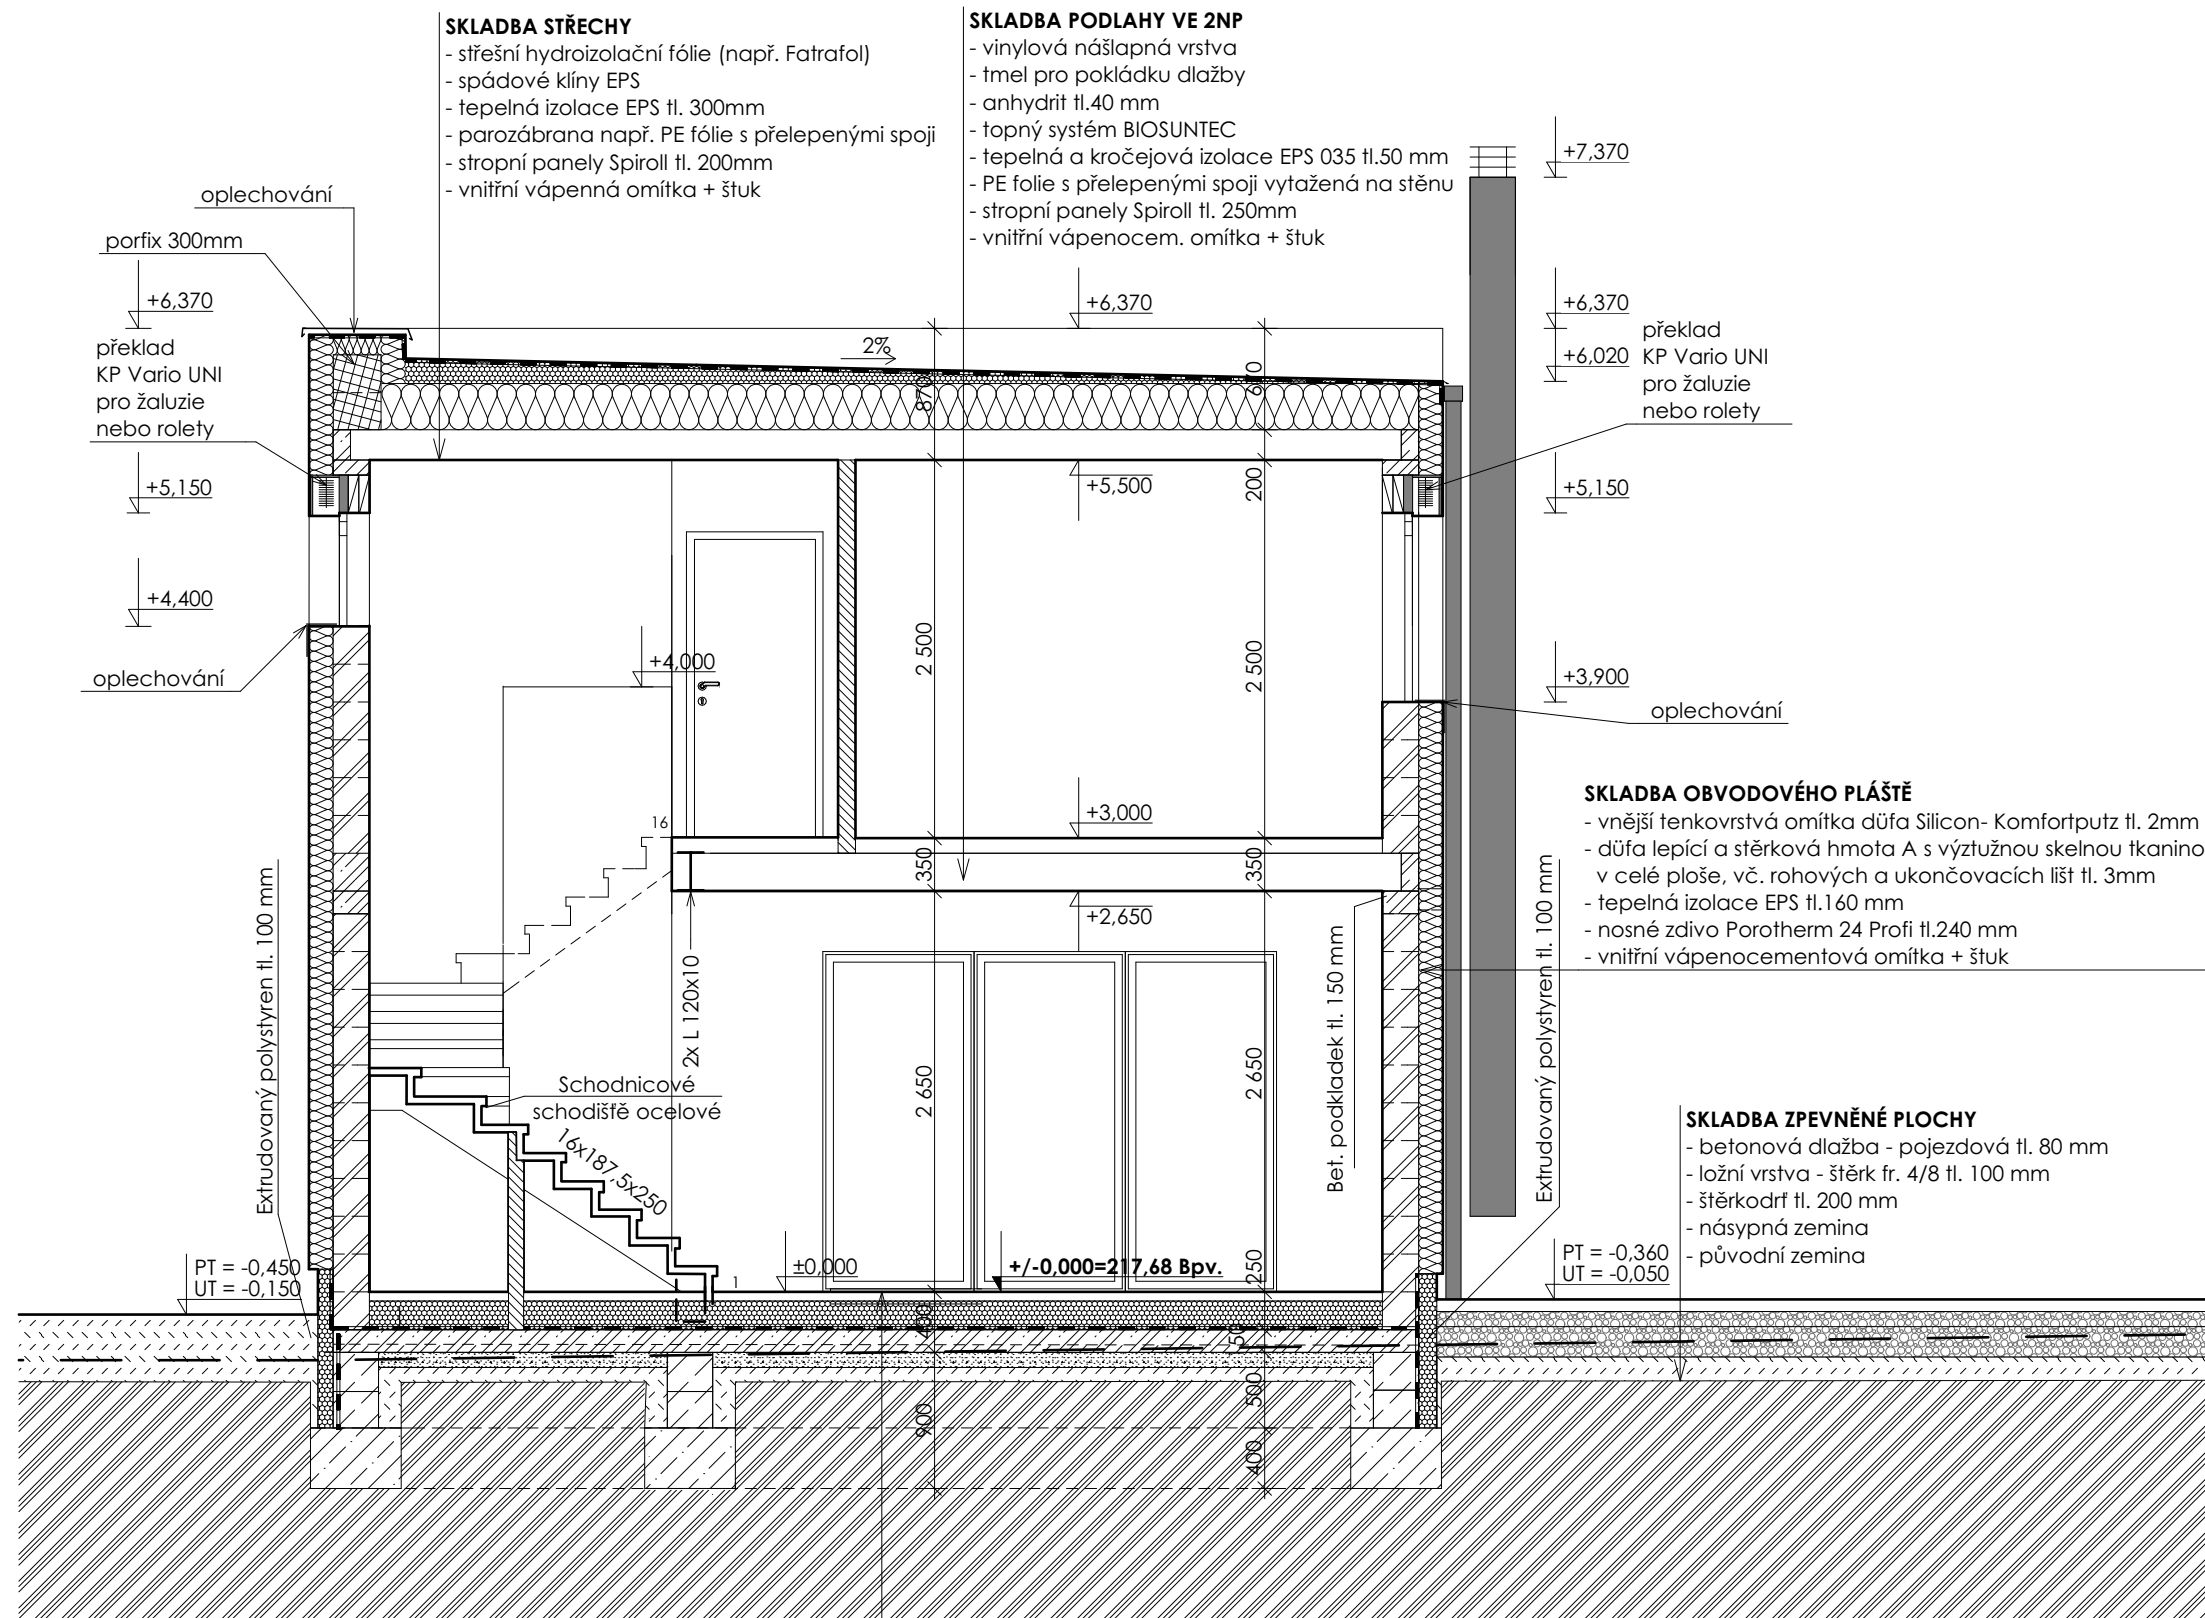 SKLADBA STŘECHY
- střešní hydroizolační fólie (např. Fatrafol)
- spádové klíny EPS
- tepelná izolace EPS tl. 300mm
- parozábrana např. PE fólie s přelepenými spoji
- stropní panely Spiroll tl. 200mm
- vnitřní vápenná omítka + štuk
SKLADBA PODLAHY VE 2NP
- vinylová nášlapná vrstva
- tmel pro pokládku dlažby
- anhydrit tl.40 mm
- topný systém BIOSUNTEC
- tepelná a kročejová izolace EPS 035 tl.50 mm
- PE folie s přelepenými spoji vytažená na stěnu
- stropní panely Spiroll tl. 250mm
- vnitřní vápenocem. omítka + štuk
+7,370
oplechování
porfix 300mm
+6,370
+6,370
+6,370
překlad
KP Vario UNI
pro žaluzie
nebo rolety
2%
870
670
+6,020
překlad
KP Vario UNI
pro žaluzie
nebo rolety
+5,150
+5,500
200
+5,150
+4,400
oplechování
+4,000
2 500
2 500
+3,900
oplechování
+3,000
16
350
350
+2,650
SKLADBA OBVODOVÉHO PLÁŠTĚ
- vnější tenkovrstvá omítka düfa Silicon- Komfortputz tl. 2mm
- düfa lepící a stěrková hmota A s výztužnou skelnou tkanino
v celé ploše, vč. rohových a ukončovacích lišt tl. 3mm
- tepelná izolace EPS tl.160 mm
- nosné zdivo Porotherm 24 Profi tl.240 mm
- vnitřní vápenocementová omítka + štuk
Extrudovaný polystyren tl. 100 mm
2x L 120x10
Bet. podkladek tl. 150 mm
Extrudovaný polystyren tl. 100 mm
Schodnicové
schodiště ocelové
16x187,5x250
2 650
2 650
SKLADBA ZPEVNĚNÉ PLOCHY
- betonová dlažba - pojezdová tl. 80 mm
- ložní vrstva - štěrk fr. 4/8 tl. 100 mm
- štěrkodrť tl. 200 mm
- násypná zemina
- původní zemina
PT = -0,450
UT = -0,150
1
±0,000
+/-0,000=217,68 Bpv.
250
PT = -0,360
UT = -0,050
400
150
500
900
400